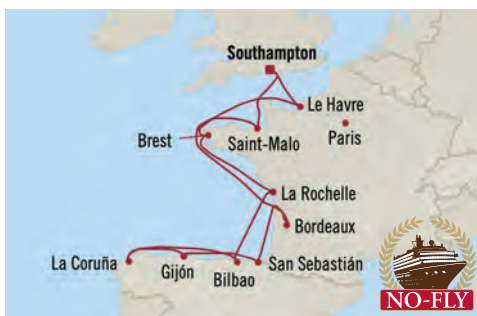 Southampton
Le Havre
Paris
Brest
Saint-Malo
La Rochelle
Bordeaux
La Coruña
Gijón
Bilbao
San Sebastián
NO-FLY